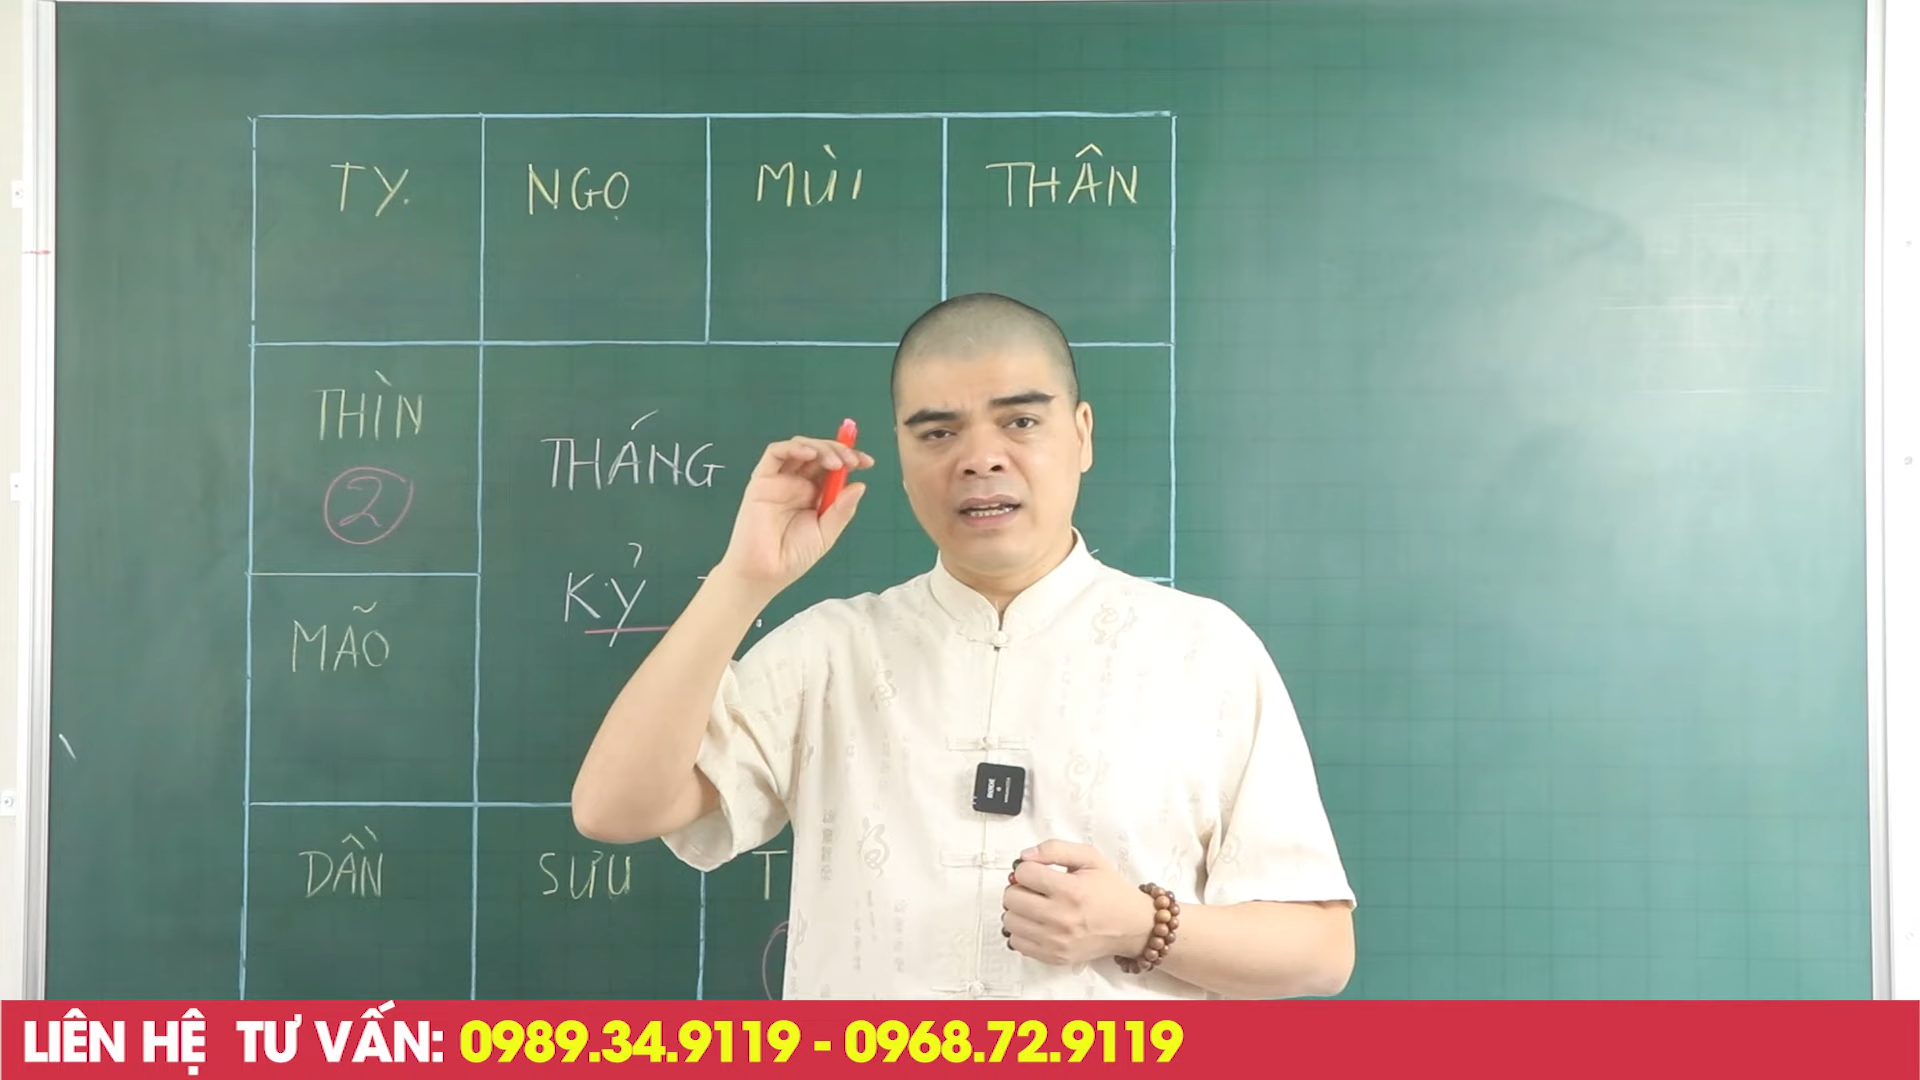 TỴ NGỌ MÙI THÂN
THÌN
2
THÁNG
KỶ
MÃO
DẦN SỬU T
LIÊN HỆ TƯ VẤN: 0989.34.9119 - 0968.72.9119